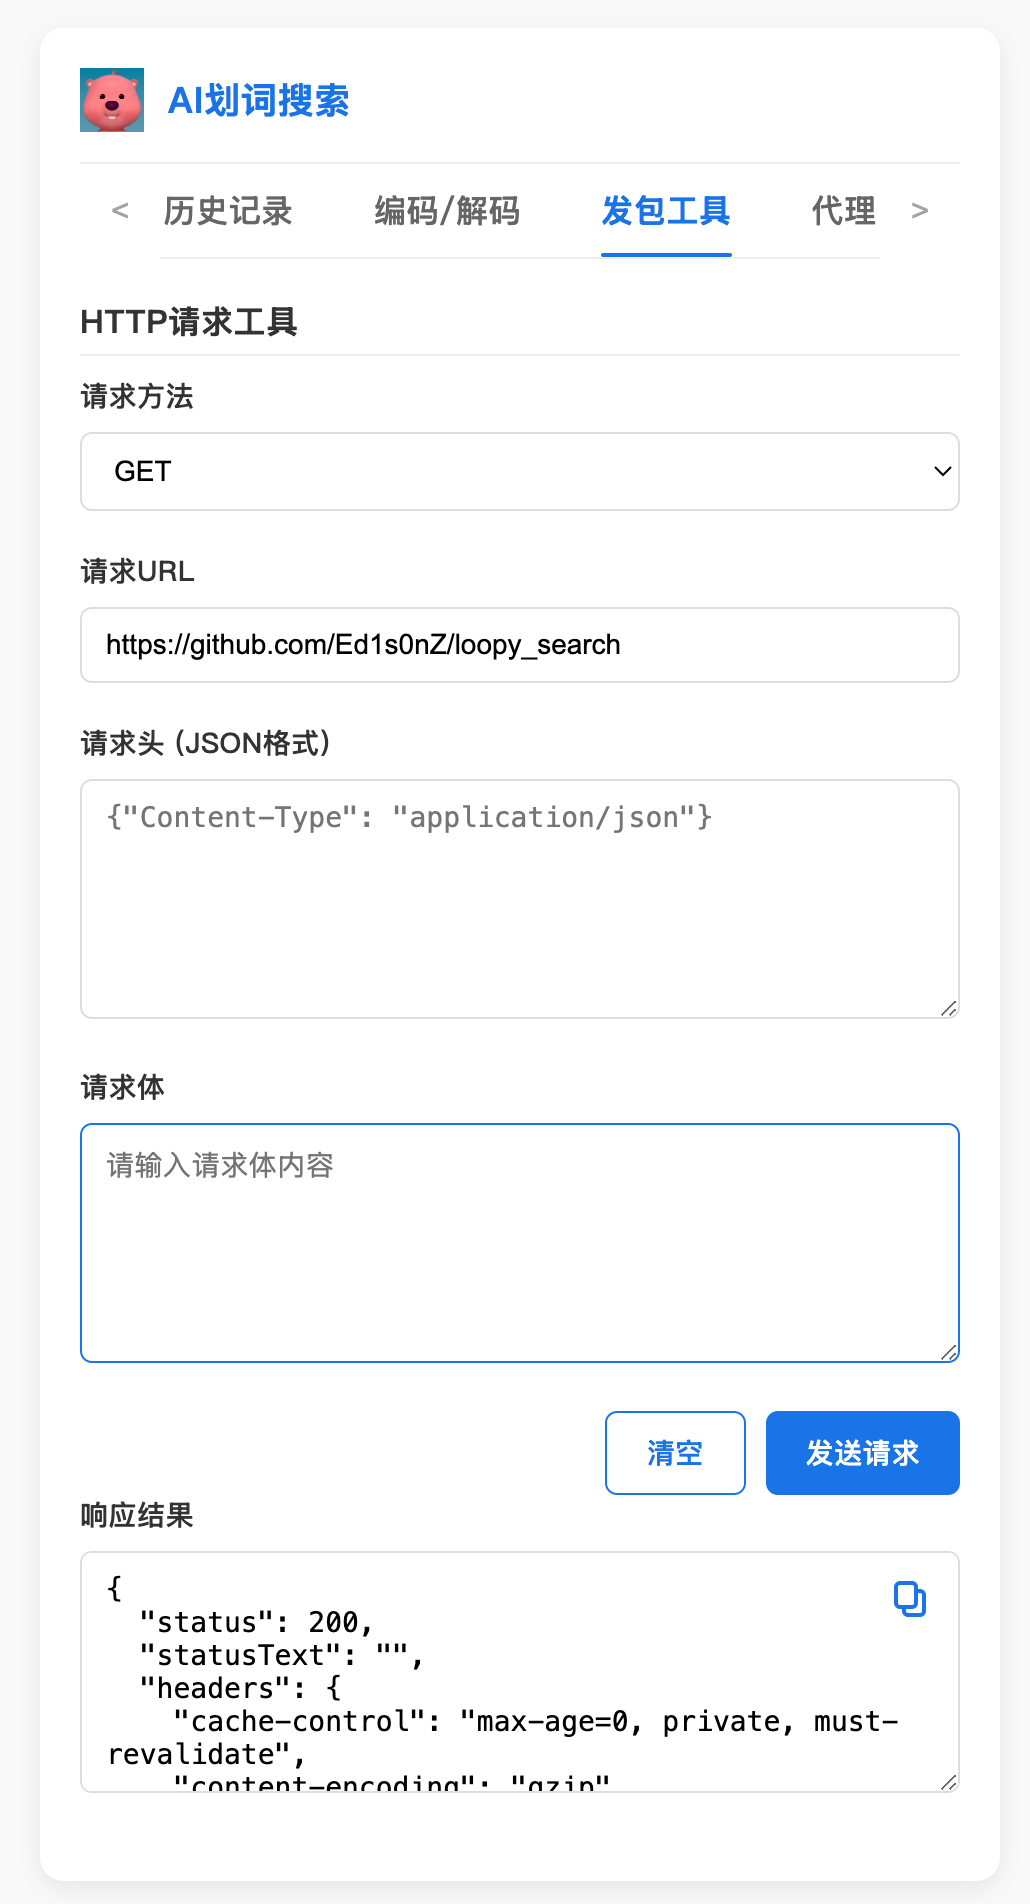 AI划词搜索
< 历史记录 编码/解码 发包工具 代理 >
HTTP请求工具
请求方法
GET
请求URL
https://github.com/Ed1s0nZ/loopy_search
请求头 (JSON格式)
{"Content-Type": "application/json"}
请求体
请输入请求体内容
清空 发送请求
响应结果
{
  "status": 200,
  "statusText": "",
  "headers": {
    "cache-control": "max-age=0, private, must-
revalidate",
    "content-encoding": "gzip"